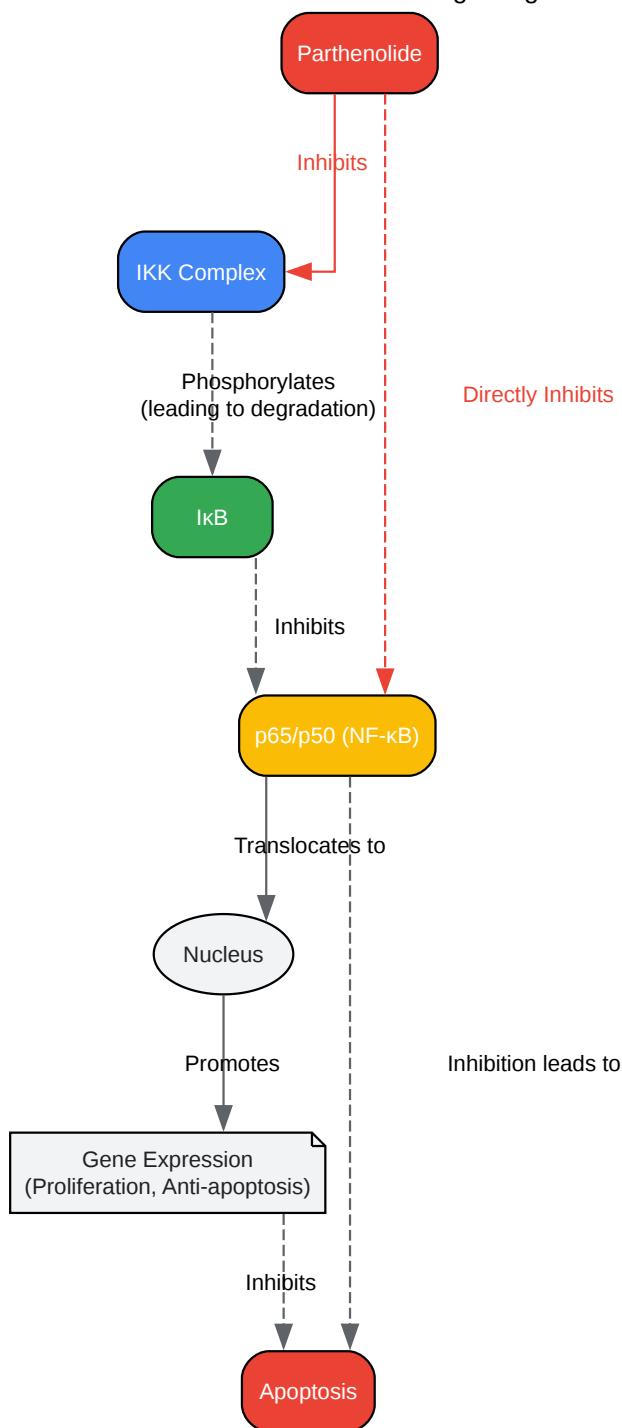 Parthenolide
Inhibits
IKK Complex
Phosphorylates
(leading to degradation)
Directly Inhibits
IκB
Inhibits
p65/p50 (NF-κB)
Translocates to
Nucleus
Promotes
Inhibition leads to
Gene Expression
(Proliferation, Anti-apoptosis)
Inhibits
Apoptosis